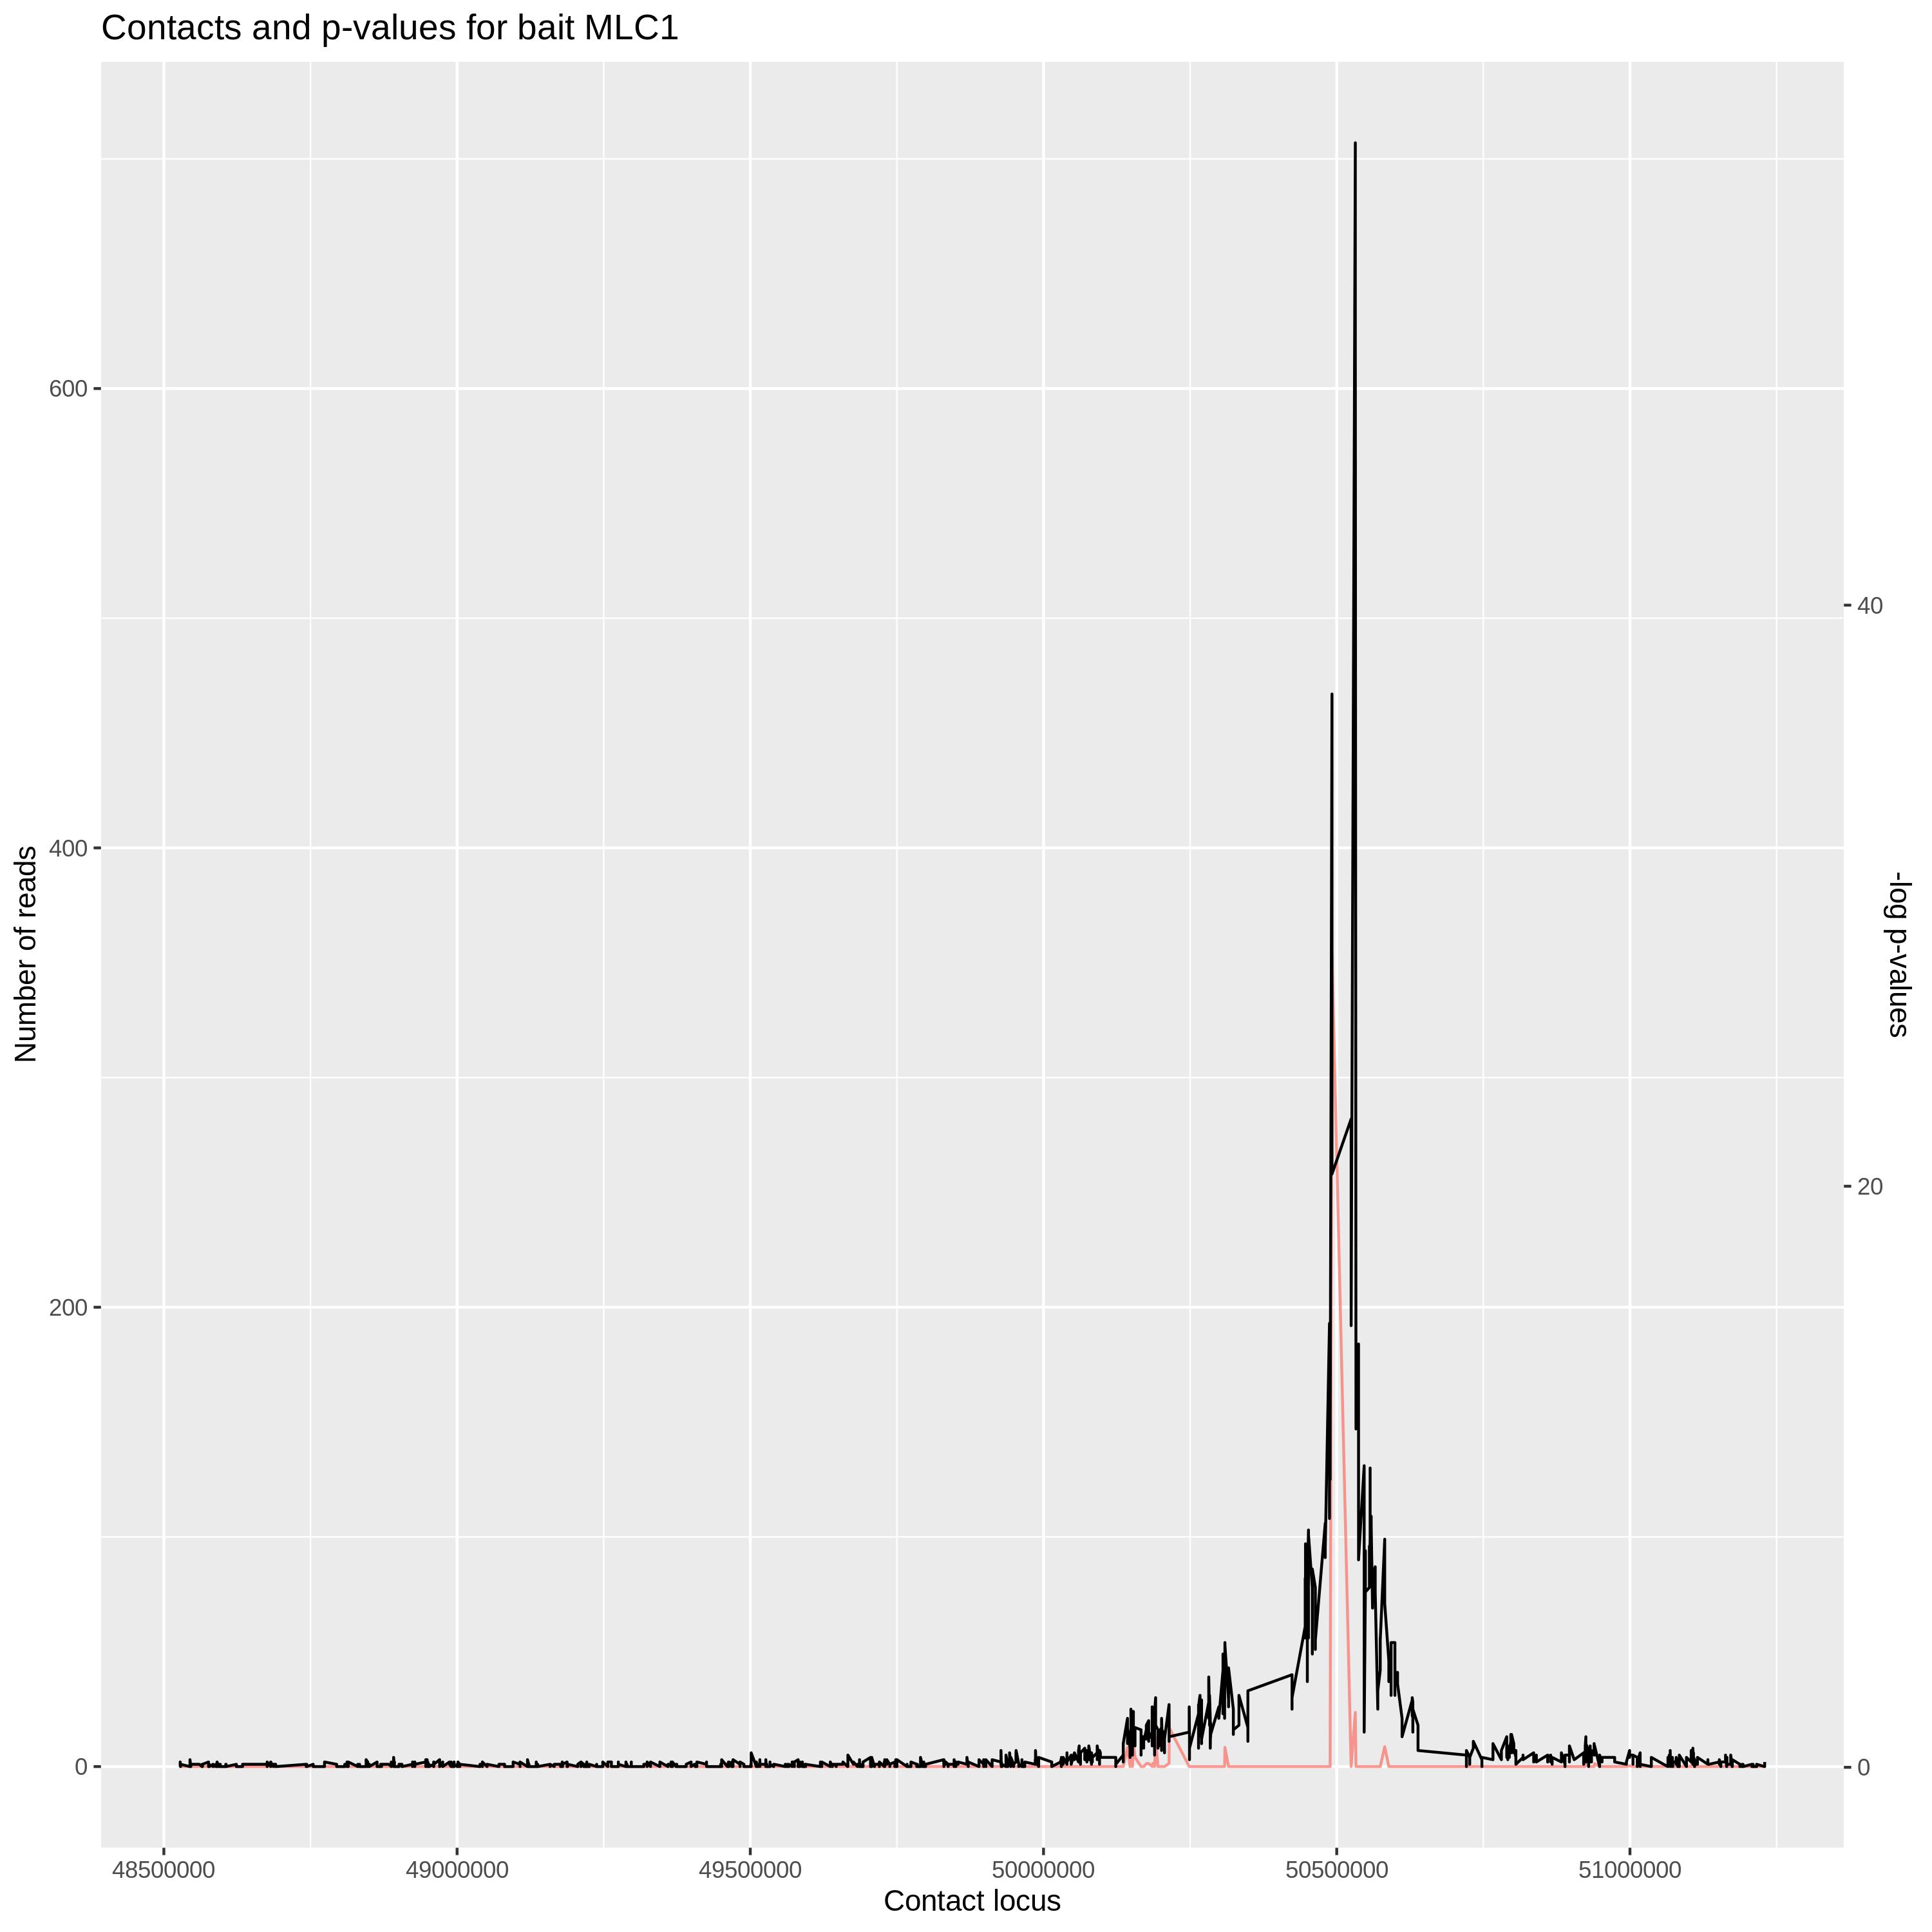 Contacts and p-values for bait MLC1
600
400
200
0
Number of reads
40
20
0
-log p-values
48500000 49000000 49500000 50000000 50500000 51000000
Contact locus